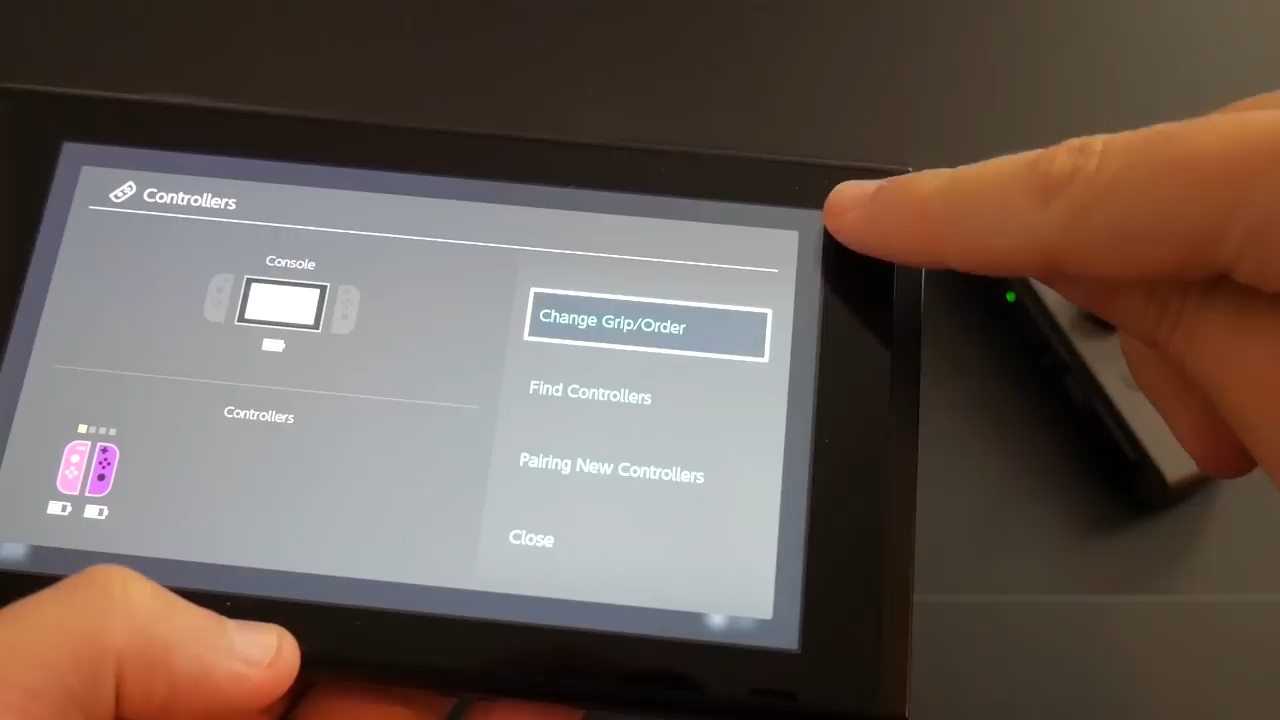 Controllers
Console
Change Grip/Order
Find Controllers
Controllers
Pairing New Controllers
Close